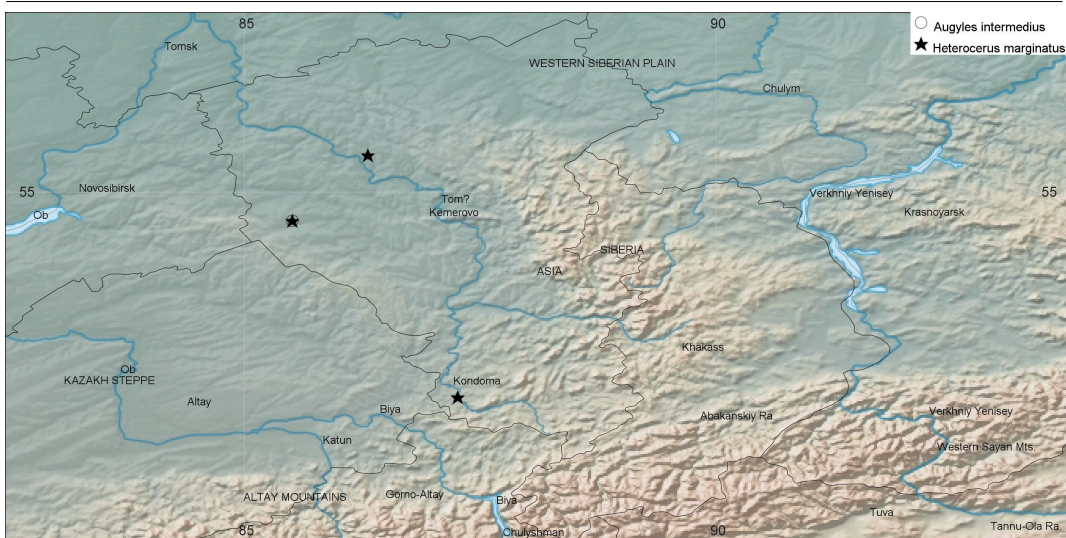 85
90
Augyles intermedius
Tomsk
Heterocerus marginatus
WESTERN SIBERIAN PLAIN
Chulym
Novosibirsk
55
55
Verkhniy Yenisey
Tom?
Kemerovo
Krasnoyarsk
Ob
SIBERIA
ASIA
Khakass
Ob
KAZAKH STEPPE
Kondoma
Altay
Biya
Abakanskiy Ra
Verkhniy Yenisey
Katun
Western Sayan Mts.
ALTAY MOUNTAINS
Gorno-Altay
Biya
Tuva
85
90
Chulyshman
Tannu-Ola Ra.